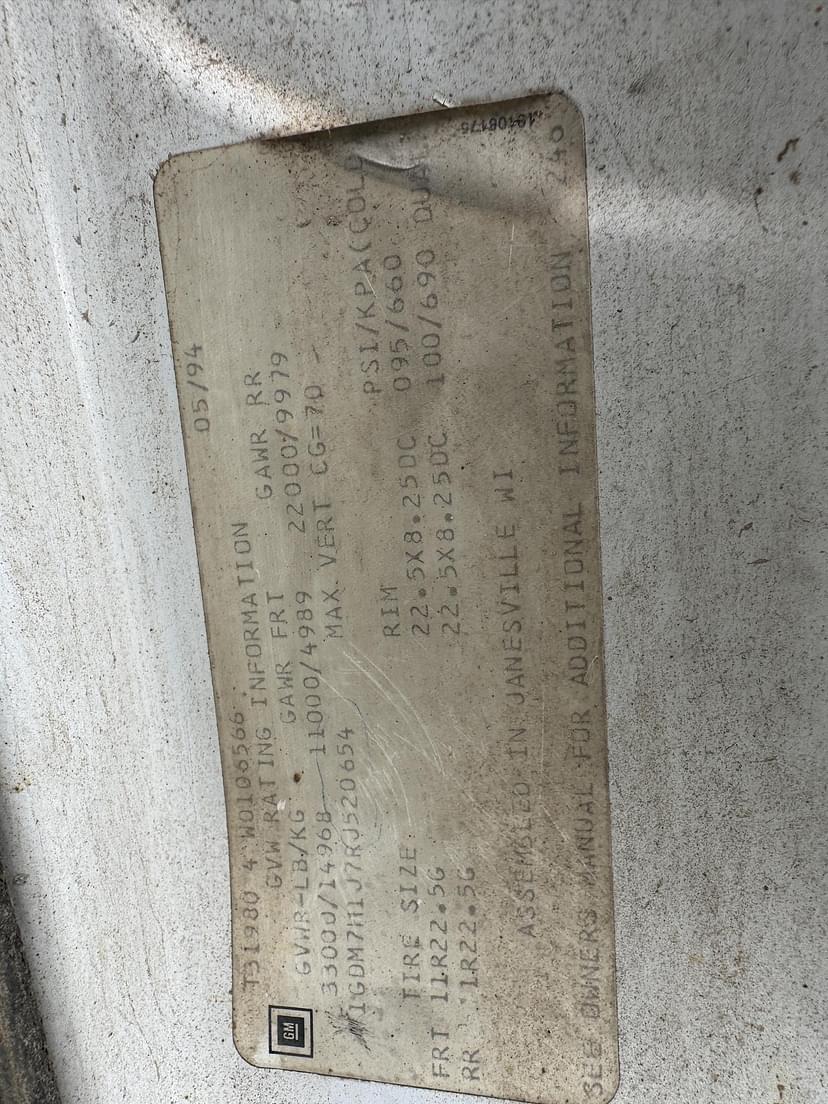 05/94
T31980 4 W0106566
GVW RATING INFORMATION
GVWR-LB/KG GAWR FRT GAWR RR
33000/14968 11000/4989 22000/9979
1GDM7H1J7RJ520654 MAX VERT CG=70
TIRE SIZE RIM PSI/KPA(COLD
FRT 11R22.5G 22.5X8.25DC 095/660
RR 11R22.5G 22.5X8.25DC 100/690 DUAL
ASSEMBLED IN JANESVILLE WI
SEE OWNERS MANUAL FOR ADDITIONAL INFORMATION 240
GM